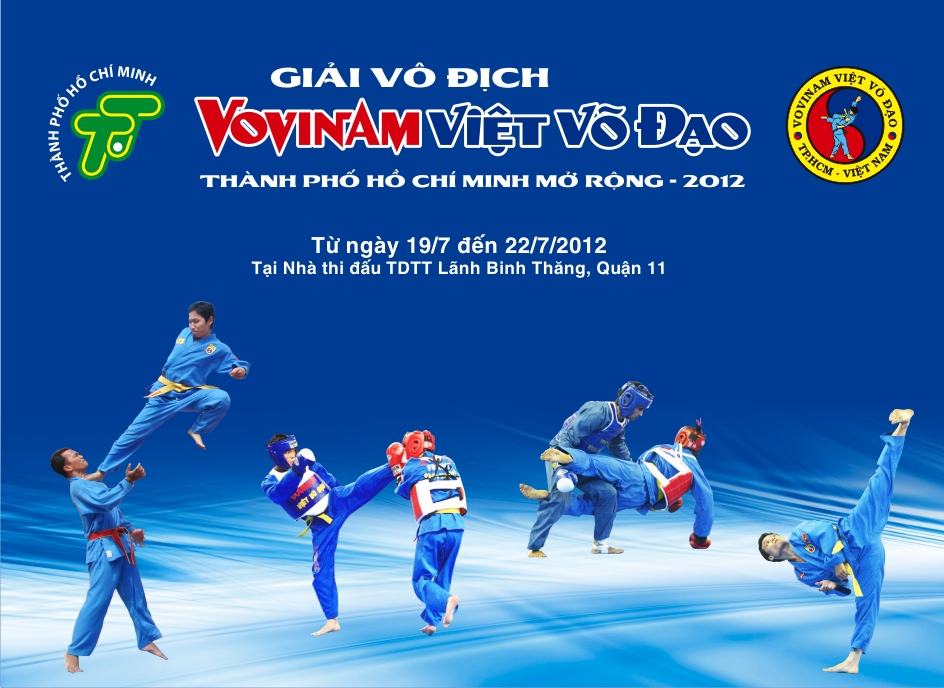 THÀNH PHỐ HỒ CHÍ MINH
GIẢI VÔ ĐỊCH
VOVINAM VIỆT VÕ ĐẠO
THÀNH PHỐ HỒ CHÍ MINH MỞ RỘNG - 2012
VOVINAM VIỆT VÕ ĐẠO
TP.HCM - VIỆT NAM
Từ ngày 19/7 đến 22/7/2012
Tại Nhà thi đấu TDTT Lãnh Binh Thăng, Quận 11